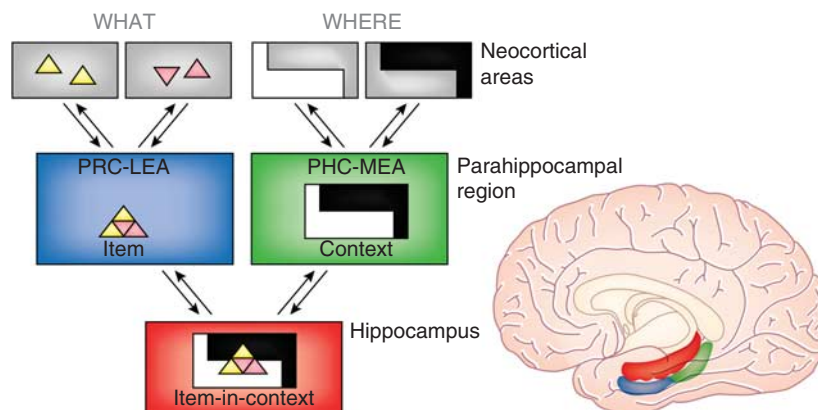 WHAT
WHERE
Neocortical
areas
PRC-LEA
PHC-MEA
Parahippocampal
region
Item
Context
Hippocampus
Item-in-context